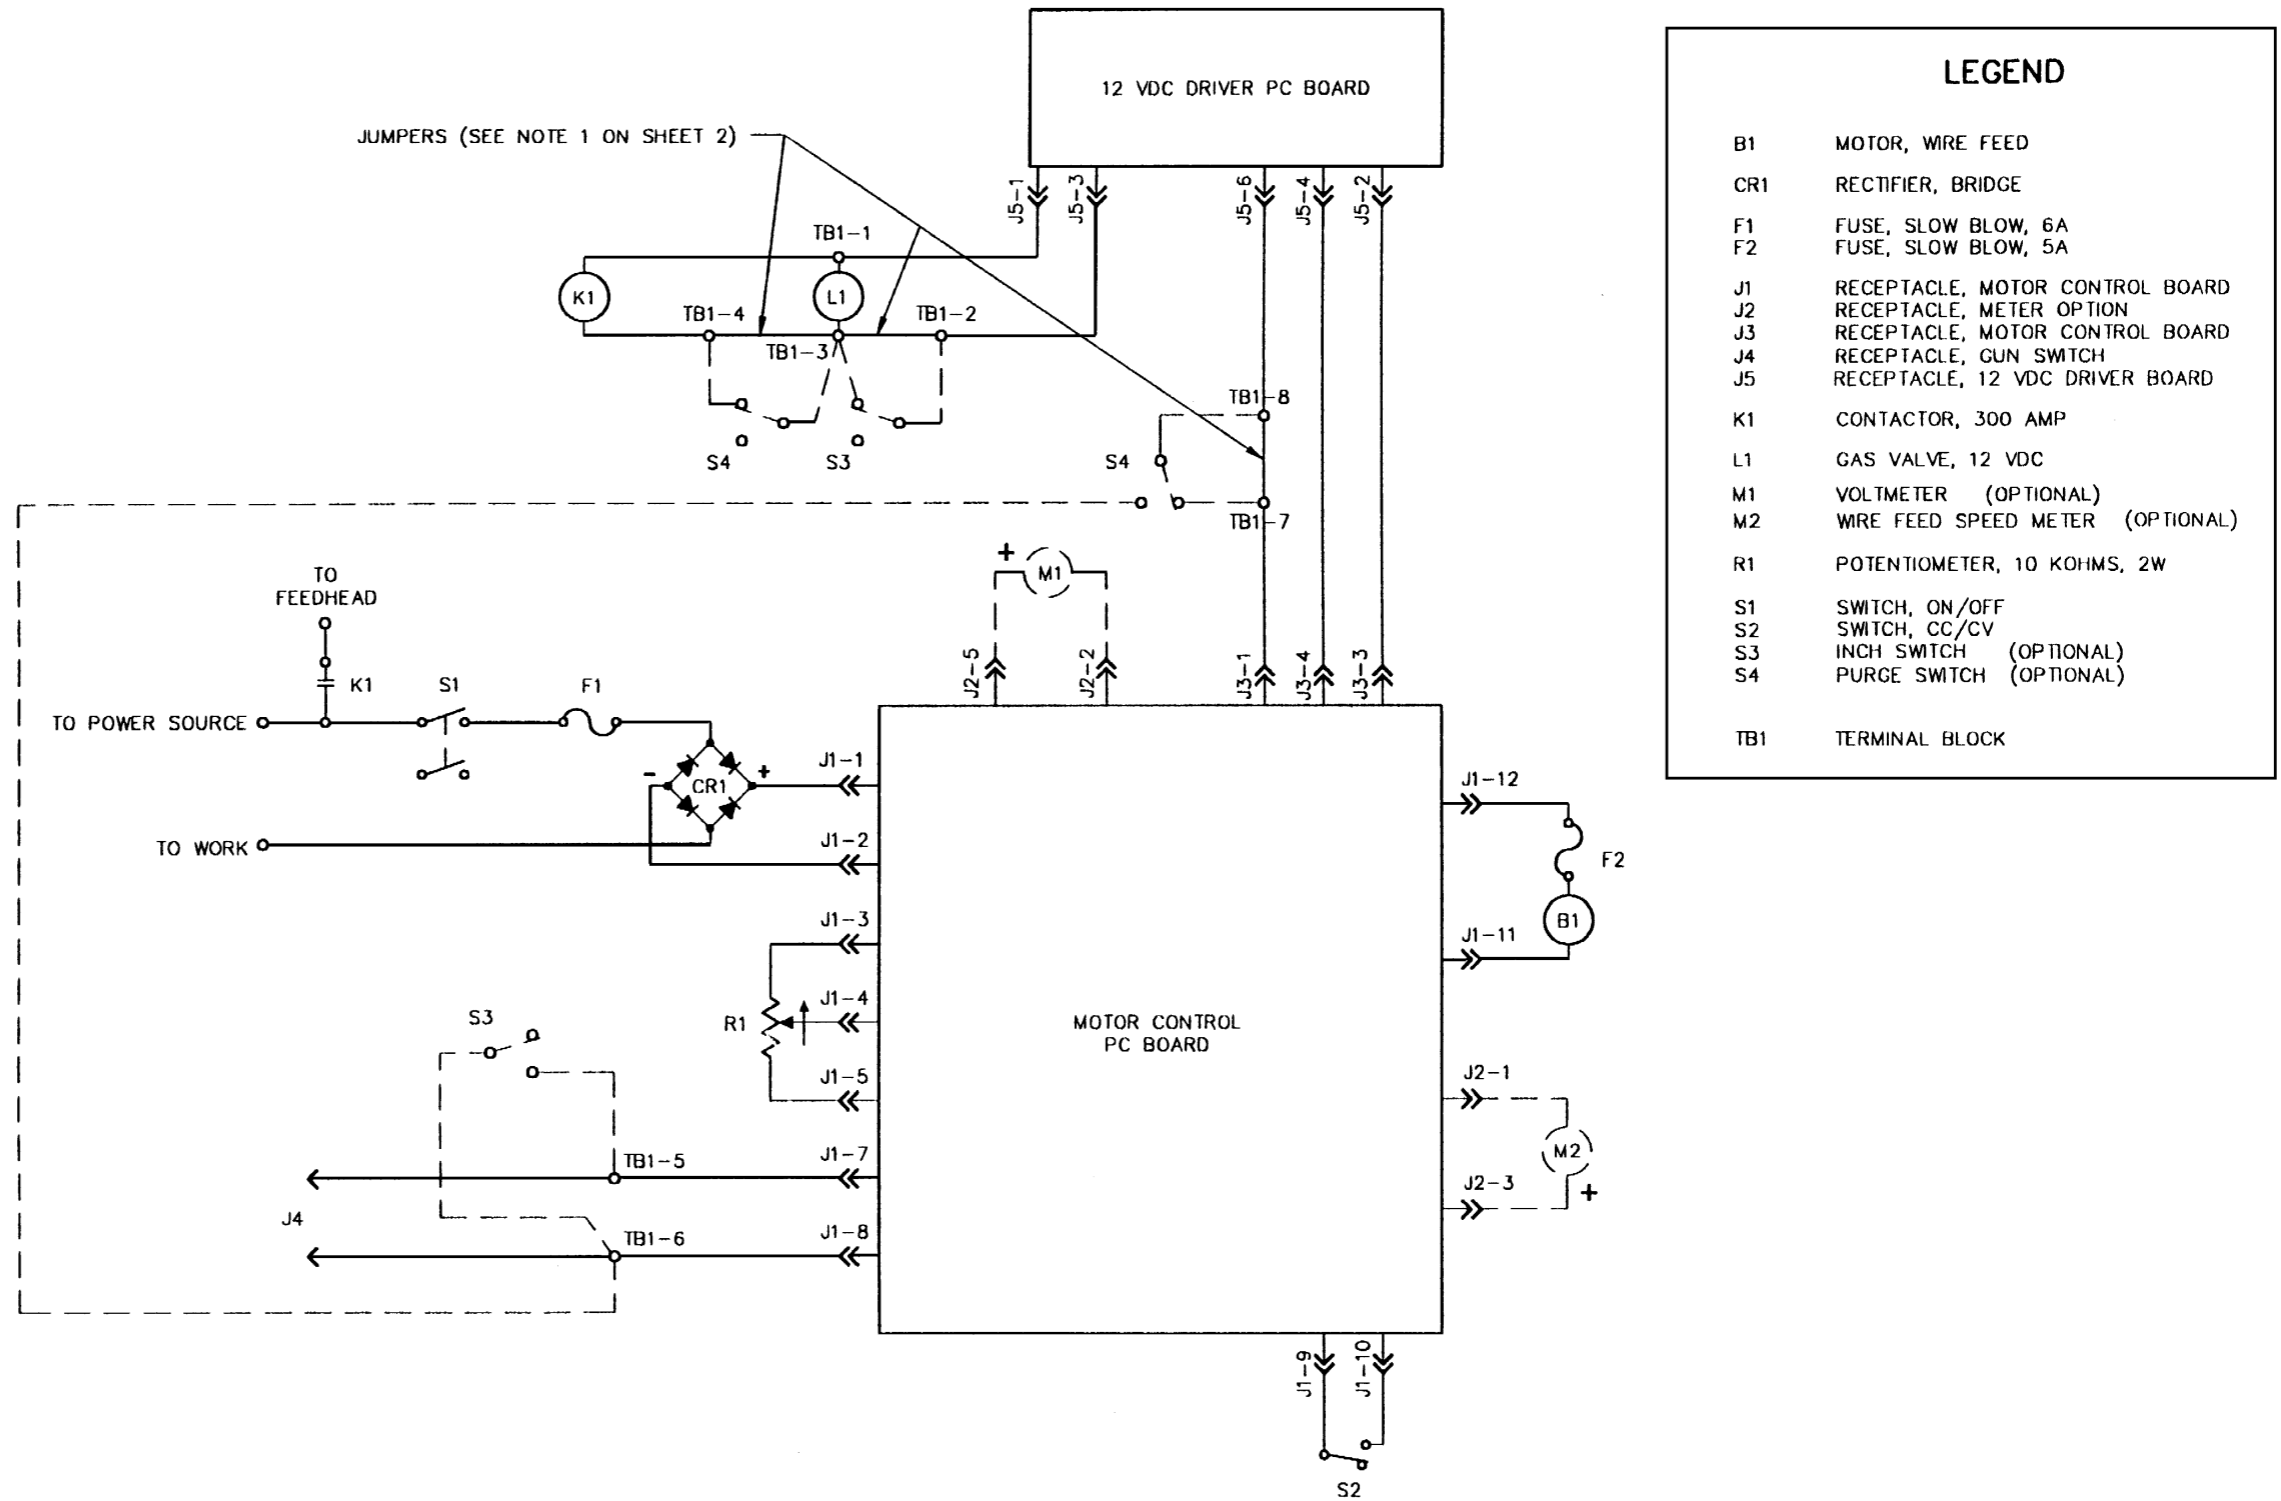 12 VDC DRIVER PC BOARD
JUMPERS (SEE NOTE 1 ON SHEET 2)
J5-1
J5-3
J5-6
J5-4
J5-2
TB1-1
K1
L1
TB1-4
TB1-2
TB1-3
TB1-8
S4
S3
S4
TB1-7
TO
FEEDHEAD
+
M1
J2-5
J2-2
J3-1
J3-4
J3-3
K1
S1
F1
TO POWER SOURCE
-
CR1
+
J1-1
TO WORK
J1-2
J1-12
F2
B1
J1-11
J1-3
J1-4
R1
J1-5
MOTOR CONTROL
PC BOARD
S3
J2-1
M2
J2-3
+
TB1-5
J1-7
J4
TB1-6
J1-8
J1-9
J1-10
S2
LEGEND
B1 MOTOR, WIRE FEED
CR1 RECTIFIER, BRIDGE
F1 FUSE, SLOW BLOW, 6A
F2 FUSE, SLOW BLOW, 5A
J1 RECEPTACLE, MOTOR CONTROL BOARD
J2 RECEPTACLE, METER OPTION
J3 RECEPTACLE, MOTOR CONTROL BOARD
J4 RECEPTACLE, GUN SWITCH
J5 RECEPTACLE, 12 VDC DRIVER BOARD
K1 CONTACTOR, 300 AMP
L1 GAS VALVE, 12 VDC
M1 VOLTMETER (OPTIONAL)
M2 WIRE FEED SPEED METER (OPTIONAL)
R1 POTENTIOMETER, 10 KOHMS, 2W
S1 SWITCH, ON/OFF
S2 SWITCH, CC/CV
S3 INCH SWITCH (OPTIONAL)
S4 PURGE SWITCH (OPTIONAL)
TB1 TERMINAL BLOCK